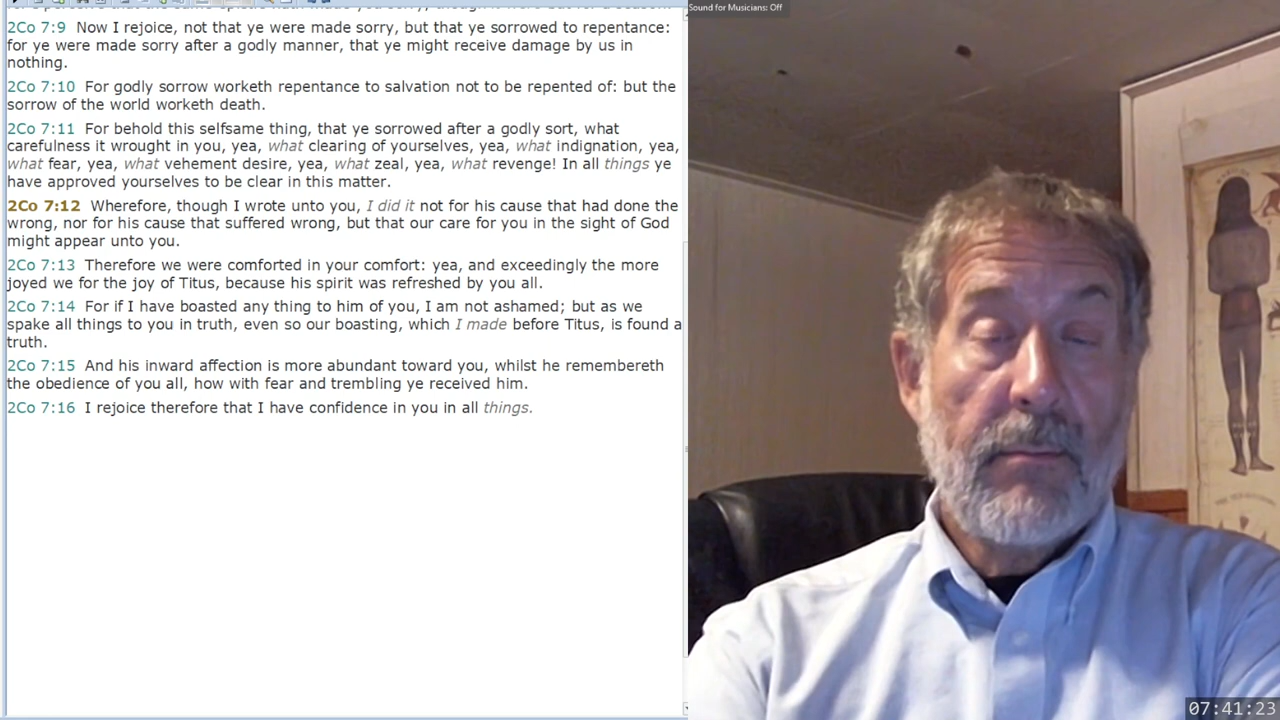 2Co 7:9 Now I rejoice, not that ye were made sorry, but that ye sorrowed to repentance:
for ye were made sorry after a godly manner, that ye might receive damage by us in
nothing.
2Co 7:10 For godly sorrow worketh repentance to salvation not to be repented of: but the
sorrow of the world worketh death.
2Co 7:11 For behold this selfsame thing, that ye sorrowed after a godly sort, what
carefulness it wrought in you, yea, what clearing of yourselves, yea, what indignation, yea,
what fear, yea, what vehement desire, yea, what zeal, yea, what revenge! In all things ye
have approved yourselves to be clear in this matter.
2Co 7:12 Wherefore, though I wrote unto you, I did it not for his cause that had done the
wrong, nor for his cause that suffered wrong, but that our care for you in the sight of God
might appear unto you.
2Co 7:13 Therefore we were comforted in your comfort: yea, and exceedingly the more
joyed we for the joy of Titus, because his spirit was refreshed by you all.
2Co 7:14 For if I have boasted any thing to him of you, I am not ashamed; but as we
spake all things to you in truth, even so our boasting, which I made before Titus, is found a
truth.
2Co 7:15 And his inward affection is more abundant toward you, whilst he remembereth
the obedience of you all, how with fear and trembling ye received him.
2Co 7:16 I rejoice therefore that I have confidence in you in all things.
Sound for Musicians: Off
07:41:23